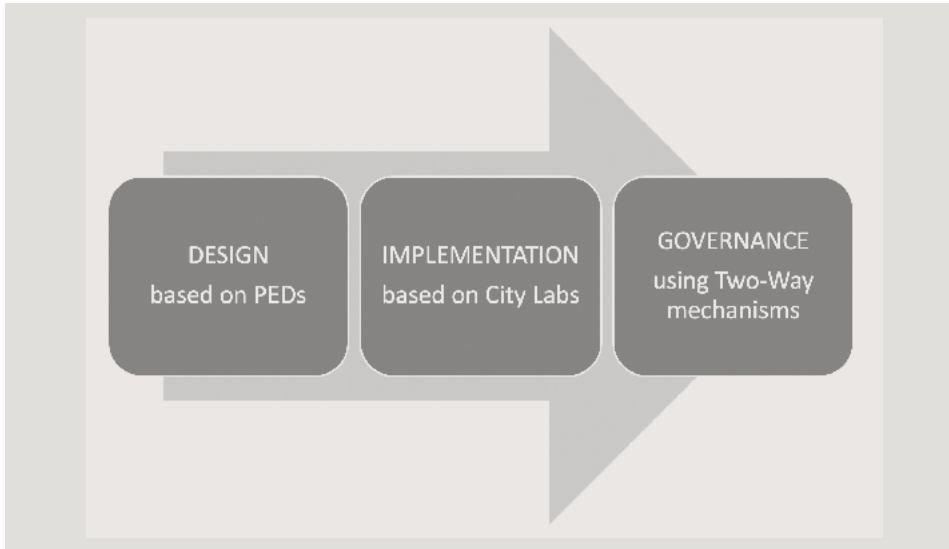 DESIGN
based on PEDs
IMPLEMENTATION
based on City Labs
GOVERNANCE
using Two-Way
mechanisms